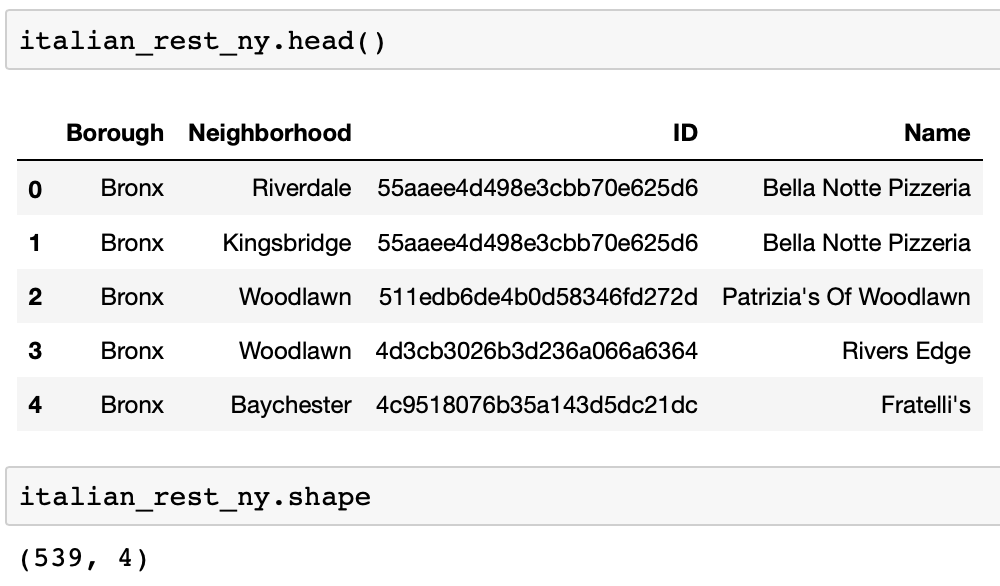 italian_rest_ny.head()
Borough Neighborhood ID Name
0 Bronx Riverdale 55aaee4d498e3cbb70e625d6 Bella Notte Pizzeria
1 Bronx Kingsbridge 55aaee4d498e3cbb70e625d6 Bella Notte Pizzeria
2 Bronx Woodlawn 511edb6de4b0d58346fd272d Patrizia's Of Woodlawn
3 Bronx Woodlawn 4d3cb3026b3d236a066a6364 Rivers Edge
4 Bronx Baychester 4c9518076b35a143d5dc21dc Fratelli's
italian_rest_ny.shape
(539, 4)